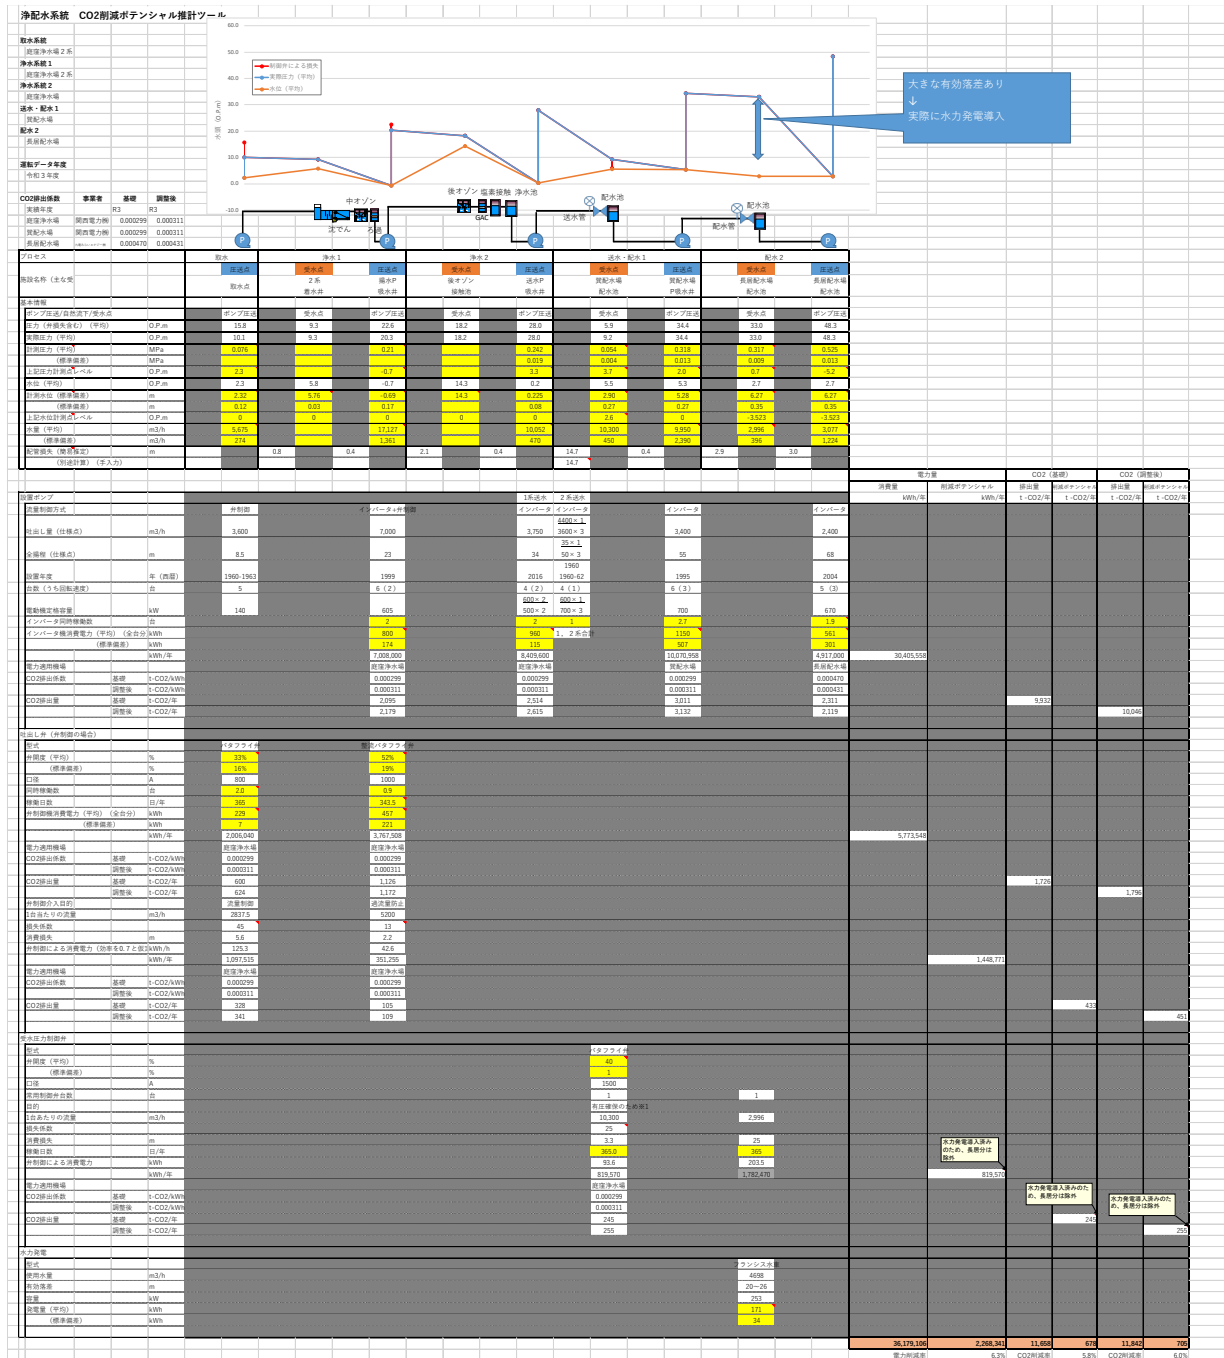 浄配水系統　CO2削減ポテンシャル推計ツール
取水系統
庭窪浄水場２系
浄水系統１
庭窪浄水場２系
浄水系統２
庭窪浄水場
送水・配水１
巽配水場
配水２
長居配水場
運転データ年度
令和３年度
CO2排出係数 事業者 基礎 調整後
実績年度 R3 R3
庭窪浄水場 関西電力㈱ 0.000299 0.000311
巽配水場 関西電力㈱ 0.000299 0.000311
長居配水場 0.000470 0.000431
60.0
50.0
40.0
30.0
20.0
10.0
0.0
-10.0
水頭（O.P.m）
制御弁による損失
実際圧力（平均）
水位（平均）
大きな有効落差あり
↓
実際に水力発電導入
中オゾン
沈でん
ろ過
後オゾン 塩素接触 浄水池
GAC
送水管
配水池
配水管
配水池
P P P P P
プロセス 取水 浄水１ 浄水２ 送水・配水１ 配水２
施設名称（主な受
圧送点 受水点 圧送点 受水点 圧送点 受水点 圧送点 受水点 圧送点
取水点 ２系 着水井 揚水P 吸水井 後オゾン 接触池 送水P 吸水井 巽配水場 配水池 巽配水場 P吸水井 長居配水場 配水池 長居配水場 配水池
基本情報
ポンプ圧送/自然流下/受水点 ポンプ圧送 受水点 ポンプ圧送 受水点 ポンプ圧送 受水点 ポンプ圧送 受水点 ポンプ圧送
圧力（弁損失含む）（平均） O.P.m 15.8 9.3 22.6 18.2 28.0 5.9 34.4 33.0 48.3
実際圧力（平均） O.P.m 10.1 9.3 20.3 18.2 28.0 9.2 34.4 33.0 48.3
計測圧力（平均） MPa 0.076 0.21 0.242 0.054 0.318 0.317 0.525
（標準偏差） MPa 0.019 0.004 0.013 0.009 0.013
上記圧力計測点レベル O.P.m 2.3 -0.7 3.3 3.7 2.0 0.7 -5.2
水位（平均） O.P.m 2.3 5.8 -0.7 14.3 0.2 5.5 5.3 2.7 2.7
計測水位（標準偏差） m 2.32 5.76 -0.69 14.3 0.225 2.90 5.28 6.27 6.27
（標準偏差） m 0.12 0.03 0.17 0.08 0.27 0.27 0.35 0.35
上記水位計測点レベル O.P.m 0 0 0 0 0 2.6 0 -3.523 -3.523
水量（平均） m3/h 5,675 17,127 10,052 10,300 9,950 2,996 3,077
（標準偏差） m3/h 274 1,361 470 450 2,390 396 1,224
配管損失（簡易推定） m 0.8 0.4 2.1 0.4 14.7 0.4 2.9 3.0
（別途計算）（手入力） 14.7
電力量 CO2（基礎） CO2（調整後）
消費量 削減ポテンシャル 排出量 削減ポテンシャル 排出量 削減ポテンシャル
kWh/年 kWh/年 t -CO2/年 t -CO2/年 t -CO2/年 t -CO2/年
設置ポンプ 1系送水 ２系送水
流量制御方式 弁制御 インバータ+弁制御 インバータ インバータ インバータ インバータ
4400×１
吐出し量（仕様点） m3/h 3,600 7,000 3,750 3600×３ 3,400 2,400
35×１
全揚程（仕様点） m 8.5 23 34 50×３ 55 68
1960
設置年度 年（西暦） 1960-1963 1999 2016 1960-62 1995 2004
台数（うち回転速度） 台 5 6（２） 4（２） 4（１） 6（３） 5（3）
600×２ 600×１
電動機定格容量 kW 140 605 500×２ 700×３ 700 670
インバータ同時稼働数 台 2 2 1 2.7 1.9
インバータ機消費電力（平均）（全台分 kWh 800 960 1，２系合計 1150 561
（標準偏差） kWh 174 115 507 301
kWh/年 7,008,000 8,409,600 10,070,958 4,917,000 30,405,558
電力適用機場 庭窪浄水場 庭窪浄水場 巽配水場 長居配水場
CO2排出係数 基礎 t-CO2/kWh 0.000299 0.000299 0.000299 0.000470
調整後 t-CO2/kWh 0.000311 0.000311 0.000311 0.000431
CO2排出量 基礎 t-CO2/年 2,095 2,514 3,011 2,311 9,932
調整後 t-CO2/年 2,179 2,615 3,132 2,119 10,046
吐出し弁（弁制御の場合）
型式 バタフライ弁 整流バタフライ弁
弁開度（平均） % 33% 52%
（標準偏差） % 16% 19%
口径 A 800 1000
同時稼働数 台 2.0 0.9
稼働日数 日/年 365 343.5
弁制御機消費電力（平均）（全台分） kWh 229 457
（標準偏差） kWh 7 221
kWh/年 2,006,040 3,767,508 5,773,548
電力適用機場 庭窪浄水場 庭窪浄水場
CO2排出係数 基礎 t-CO2/kWh 0.000299 0.000299
調整後 t-CO2/kWh 0.000311 0.000311
CO2排出量 基礎 t-CO2/年 600 1,126 1,726
調整後 t-CO2/年 624 1,172 1,796
弁制御介入目的 流量制御 過流量防止
1台当たりの流量 m3/h 2837.5 5200
損失係数 45 13
消費損失 m 5.6 2.2
弁制御による消費電力（効率を0.7と仮定 kWh/h 125.3 42.6
kWh/年 1,097,515 351,255 1,448,771
電力適用機場 庭窪浄水場 庭窪浄水場
CO2排出係数 基礎 t-CO2/kWh 0.000299 0.000299
調整後 t-CO2/kWh 0.000311 0.000311
CO2排出量 基礎 t-CO2/年 328 105 433
調整後 t-CO2/年 341 109 451
受水圧力制御弁
型式 バタフライ弁
弁開度（平均） % 40
（標準偏差） % 1
口径 A 1500
常用制御弁台数 台 1 1
目的 有圧確保のため※1
1台あたりの流量 m3/h 10,300 2,996
損失係数 25
消費損失 m 3.3 25
稼働日数 日/年 365.0 365
弁制御による消費電力 kWh 93.6 203.5
kWh/年 819,570 1,782,470 819,570
水力発電導入済みのため、長居分は除外
電力適用機場 庭窪浄水場
CO2排出係数 基礎 t-CO2/kWh 0.000299
調整後 t-CO2/kWh 0.000311
CO2排出量 基礎 t-CO2/年 245 245
調整後 t-CO2/年 255 255
水力発電導入済みのため、長居分は除外
水力発電導入済みのため、長居分は除外
水力発電
型式 フランシス水車
使用水量 m3/h 4698
有効落差 m 20～26
容量 kW 253
発電量（平均） kWh 171
（標準偏差） kWh 34
36,179,106 2,268,341 11,658 678 11,842 705
電力削減率 6.3% CO2削減率 5.8% CO2削減率 6.0%